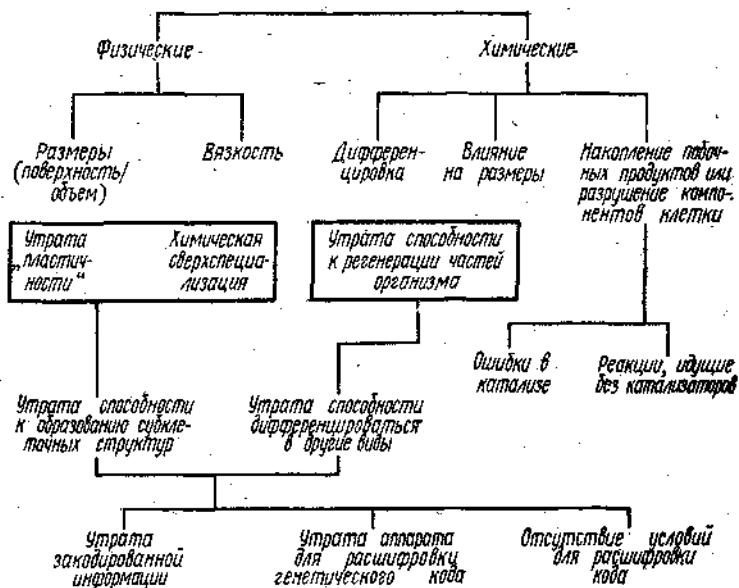 Физические
Химические
Размеры
(поверхность/
объем)
Вязкость
Дифферен-
цировка
Влияние
на размеры
Накопление побоч-
ных продуктов или
разрушение компо-
нентов клетки
Утрата
„пластич-
ности“
Химическая
сверхспециа-
лизация
Утрата способности
к регенерации частей
организма
Ошибки в
катализе
Реакции, идущие
без катализаторов
Утрата способности
к образованию субкле-
точных структур
Утрата способности
дифференцироваться
в другие виды
Утрата
закодированной
информации
Утрата аппарата
для расшифровки
генетического кода
Отсутствие условий
для расшифровки
кода